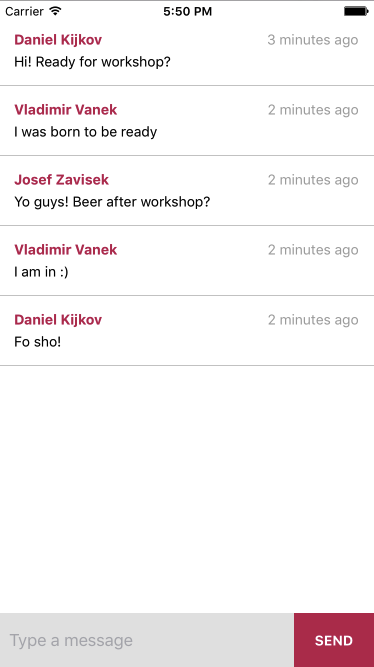 Carrier 5:50 PM
Daniel Kijkov 3 minutes ago
Hi! Ready for workshop?
Vladimir Vanek 2 minutes ago
I was born to be ready
Josef Zavisek 2 minutes ago
Yo guys! Beer after workshop?
Vladimir Vanek 2 minutes ago
I am in :)
Daniel Kijkov 2 minutes ago
Fo sho!
Type a message SEND